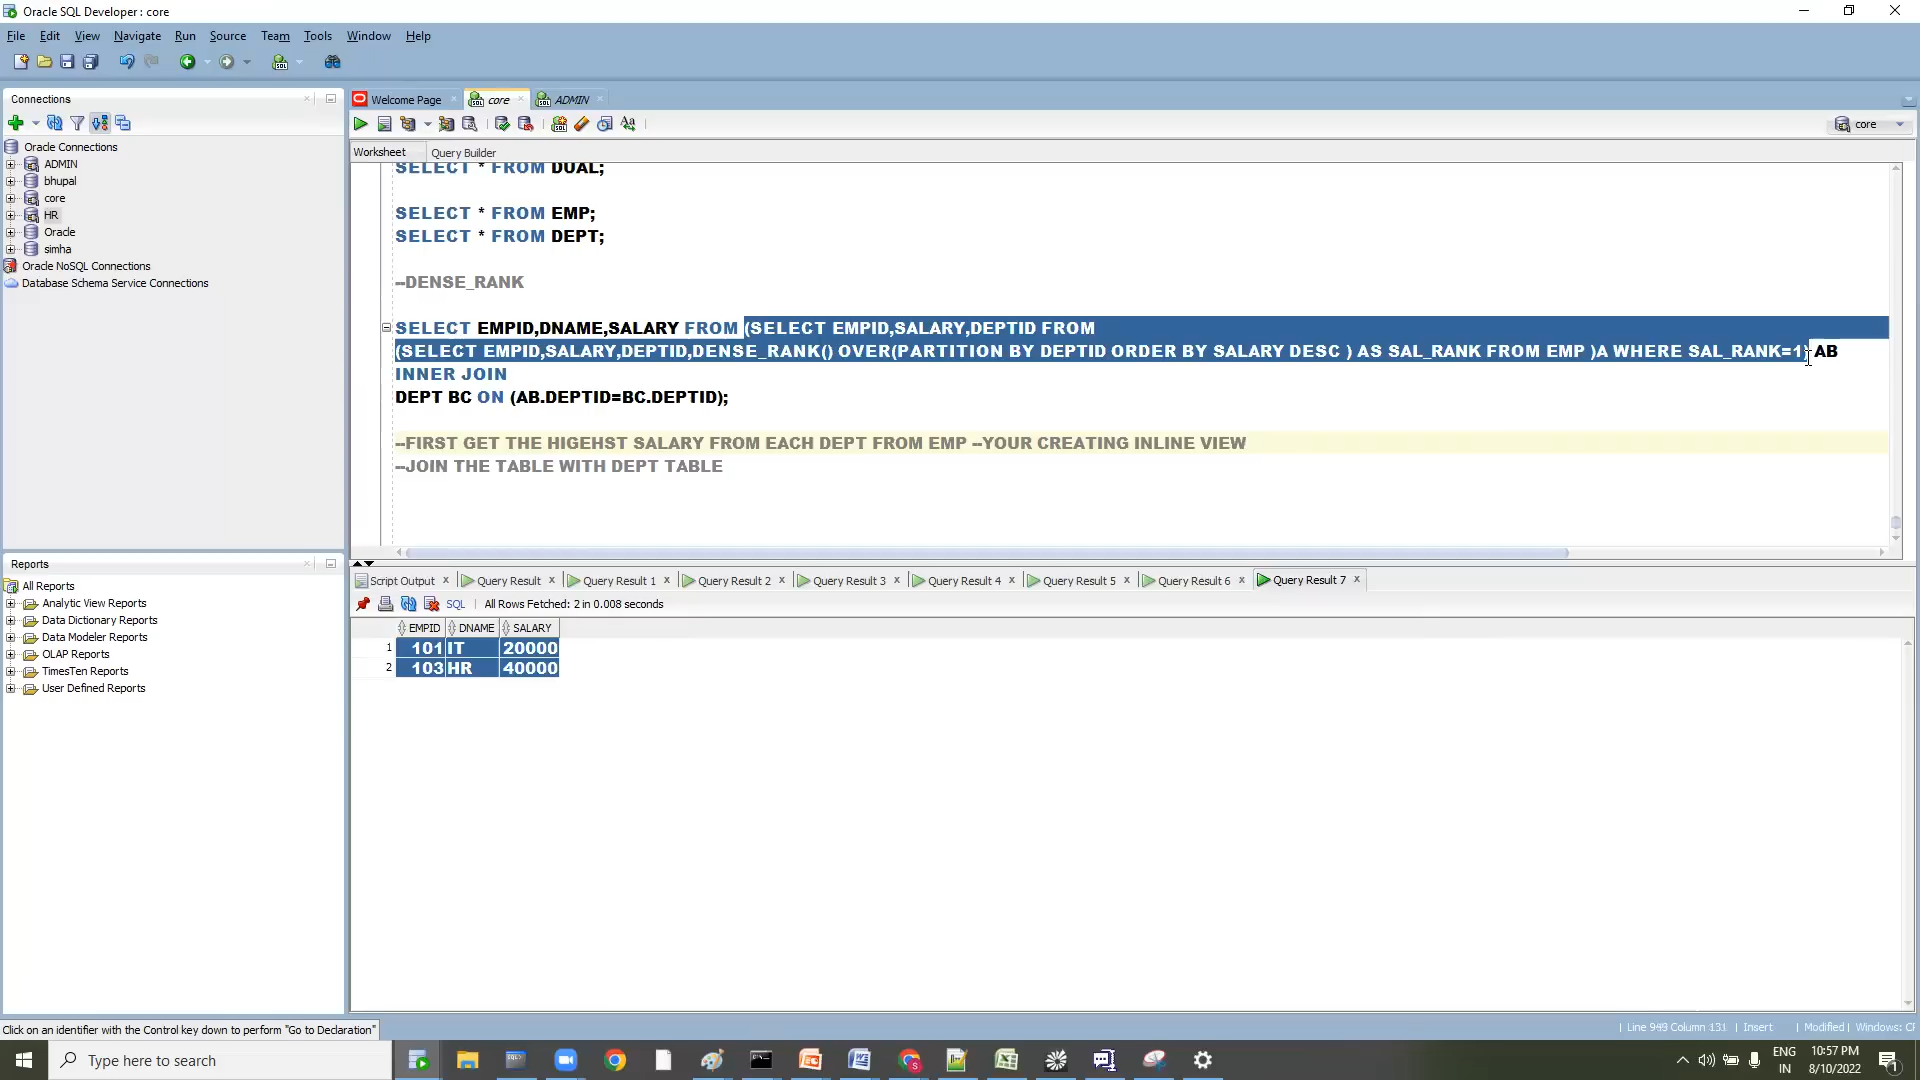 Oracle SQL Developer : core
File Edit View Navigate Run Source Team Tools Window Help
Connections
Oracle Connections
ADMIN
bhupal
core
HR
Oracle
simha
Oracle NoSQL Connections
Database Schema Service Connections
Reports
All Reports
Analytic View Reports
Data Dictionary Reports
Data Modeler Reports
OLAP Reports
TimesTen Reports
User Defined Reports
Welcome Page core ADMIN
core
Worksheet Query Builder
SELECT * FROM DUAL;
SELECT * FROM EMP;
SELECT * FROM DEPT;
--DENSE_RANK
SELECT EMPID,DNAME,SALARY FROM (SELECT EMPID,SALARY,DEPTID FROM
(SELECT EMPID,SALARY,DEPTID,DENSE_RANK() OVER(PARTITION BY DEPTID ORDER BY SALARY DESC ) AS SAL_RANK FROM EMP )A WHERE SAL_RANK=1) AB
INNER JOIN
DEPT BC ON (AB.DEPTID=BC.DEPTID);
--FIRST GET THE HIGEHST SALARY FROM EACH DEPT FROM EMP --YOUR CREATING INLINE VIEW
--JOIN THE TABLE WITH DEPT TABLE
Script Output Query Result Query Result 1 Query Result 2 Query Result 3 Query Result 4 Query Result 5 Query Result 6 Query Result 7
SQL All Rows Fetched: 2 in 0.008 seconds
EMPID DNAME SALARY
1 101 IT 20000
2 103 HR 40000
Click on an identifier with the Control key down to perform "Go to Declaration"
Line 949 Column 131 Insert Modified Windows: CF
Type here to search
ENG
IN
10:57 PM
8/10/2022